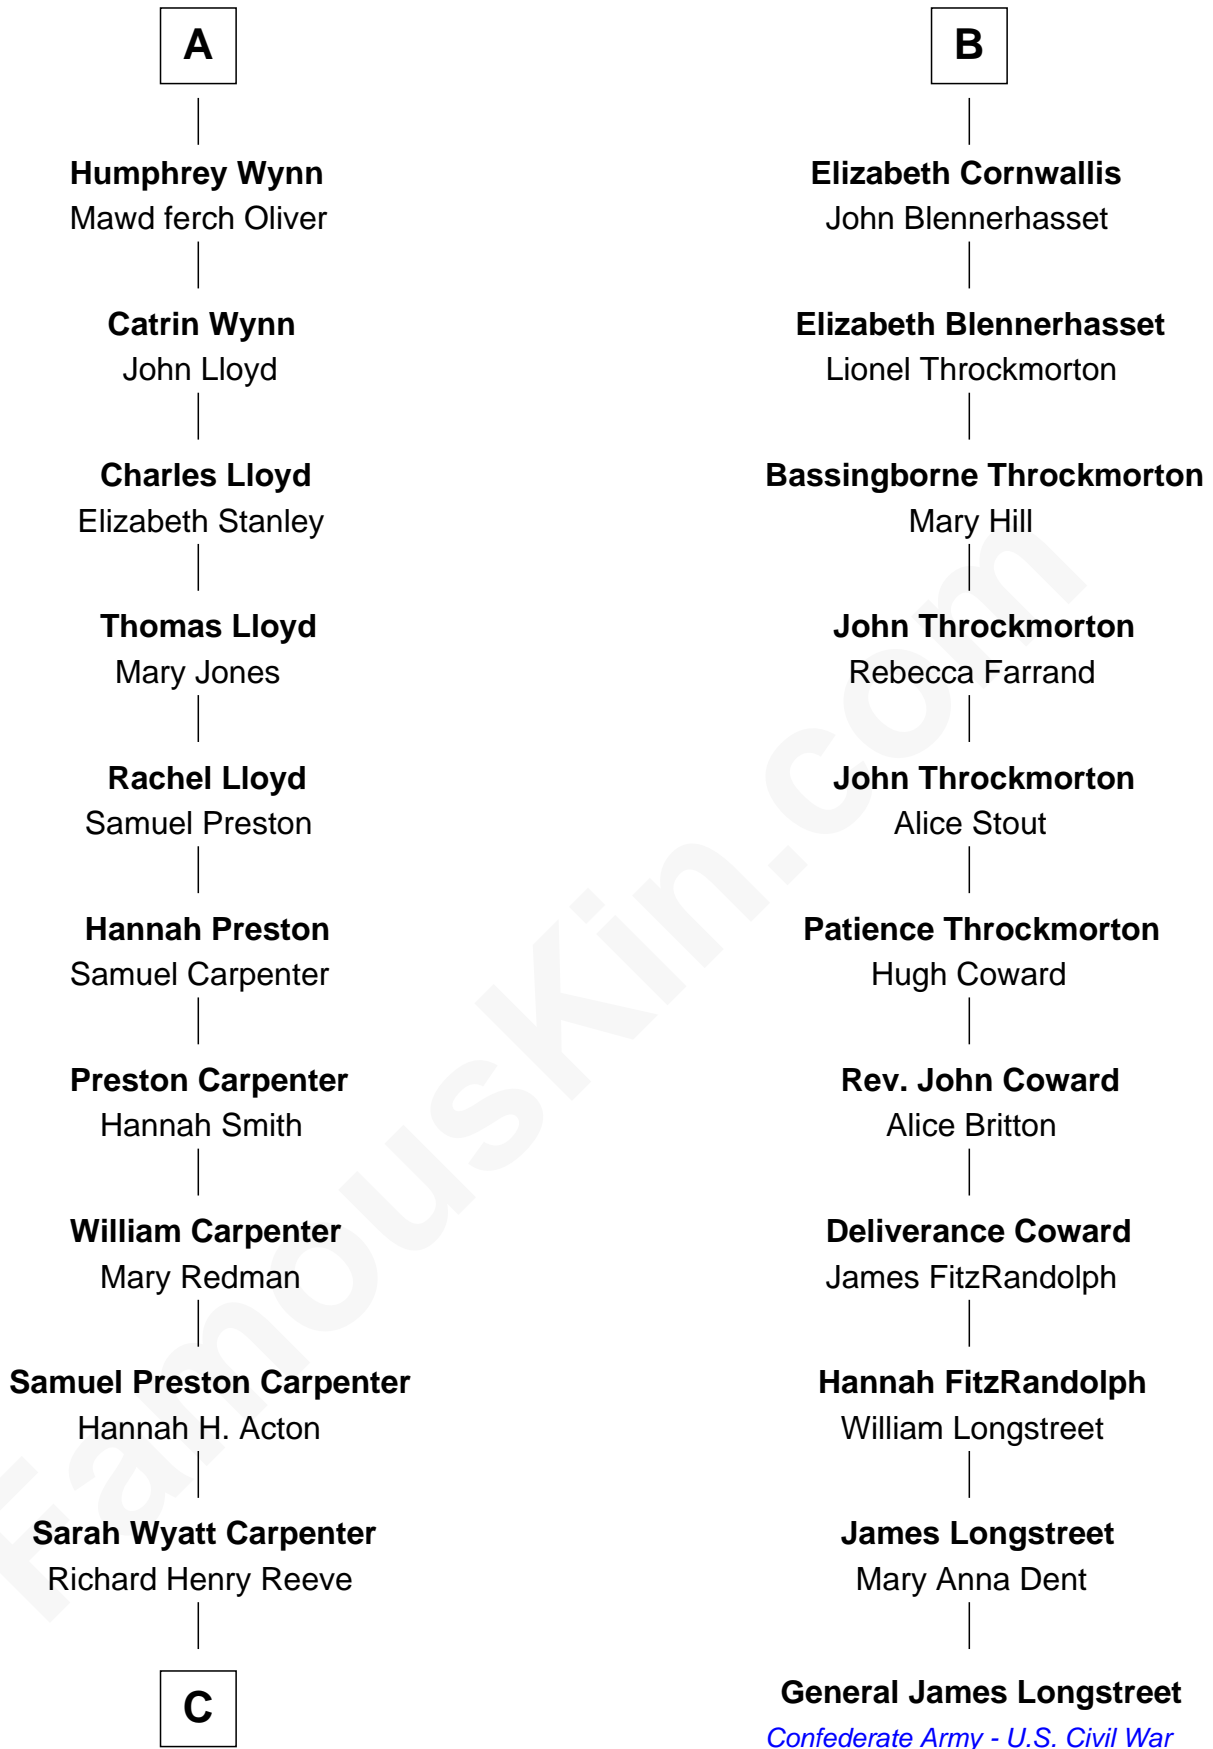 A
Humphrey Wynn
Mawd ferch Oliver
Catrin Wynn
John Lloyd
Charles Lloyd
Elizabeth Stanley
Thomas Lloyd
Mary Jones
Rachel Lloyd
Samuel Preston
Hannah Preston
Samuel Carpenter
Preston Carpenter
Hannah Smith
William Carpenter
Mary Redman
Samuel Preston Carpenter
Hannah H. Acton
Sarah Wyatt Carpenter
Richard Henry Reeve
C
B
Elizabeth Cornwallis
John Blennerhasset
Elizabeth Blennerhasset
Lionel Throckmorton
Bassingborne Throckmorton
Mary Hill
John Throckmorton
Rebecca Farrand
John Throckmorton
Alice Stout
Patience Throckmorton
Hugh Coward
Rev. John Coward
Alice Britton
Deliverance Coward
James FitzRandolph
Hannah FitzRandolph
William Longstreet
James Longstreet
Mary Anna Dent
General James Longstreet
Confederate Army - U.S. Civil War
FamousKin.com